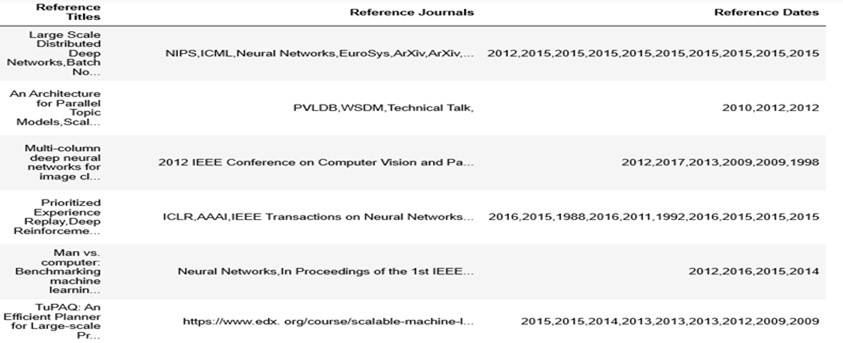 Reference Titles Reference Journals Reference Dates
Large Scale
Distributed
Deep
Networks,Batch
No...
NIPS,ICML,Neural Networks,EuroSys,ArXiv,ArXiv,...
2012,2015,2015,2015,2015,2015,2015,2015,2015,2015
An Architecture
for Parallel
Topic
Models,Scal...
PVLDB,WSDM,Technical Talk,
2010,2012,2012
Multi-column
deep neural
networks for
image cl...
2012 IEEE Conference on Computer Vision and Pa...
2012,2017,2013,2009,2009,1998
Prioritized
Experience
Replay,Deep
Reinforceme...
ICLR,AAAI,IEEE Transactions on Neural Networks...
2016,2015,1988,2016,2011,1992,2016,2015,2015,2015
Man vs.
computer:
Benchmarking
machine
learnin...
Neural Networks,In Proceedings of the 1st IEEE...
2012,2016,2015,2014
TuPAQ: An
Efficient Planner
for Large-scale
Pr...
https://www.edx. org/course/scalable-machine-l...
2015,2015,2014,2013,2013,2013,2012,2009,2009